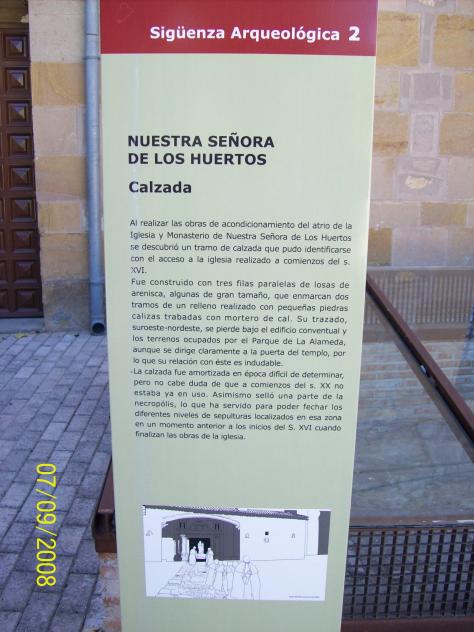 Sigüenza Arqueológica 2
NUESTRA SEÑORA
DE LOS HUERTOS
Calzada
Al realizar las obras de acondicionamiento del atrio de la
Iglesia y Monasterio de Nuestra Señora de Los Huertos
se descubrió un tramo de calzada que pudo identificarse
con el acceso a la iglesia realizado a comienzos del s.
XVI.
Fue construido con tres filas paralelas de losas de
arenisca, algunas de gran tamaño, que enmarcan dos
tramos de un relleno realizado con pequeñas piedras
calizas trabadas con mortero de cal. Su trazado,
suroeste-nordeste, se pierde bajo el edificio conventual y
los terrenos ocupados por el Parque de La Alameda,
aunque se dirige claramente a la puerta del templo, por
lo que su relación con éste es indudable.
La calzada fue amortizada en época difícil de determinar,
pero no cabe duda de que a comienzos del s. XX no
estaba ya en uso. Asimismo selló una parte de la
necrópolis, lo que ha servido para poder fechar los
diferentes niveles de sepulturas localizados en esa zona
en un momento anterior a los inicios del S. XVI cuando
finalizan las obras de la iglesia.
07/09/2008